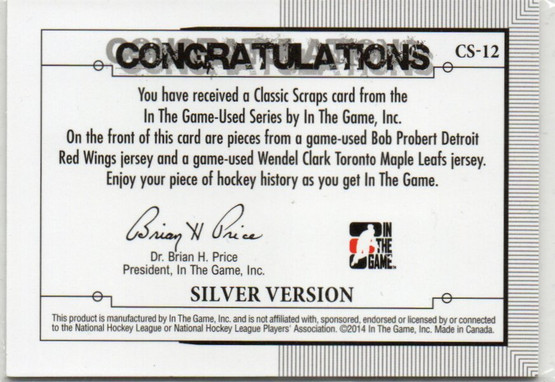 CONGRATULATIONS
CS-12
You have received a Classic Scraps card from the
In The Game-Used Series by In The Game, Inc.
On the front of this card are pieces from a game-used Bob Probert Detroit
Red Wings jersey and a game-used Wendel Clark Toronto Maple Leafs jersey.
Enjoy your piece of hockey history as you get In The Game.
Brian H Price
Dr. Brian H. Price
President, In The Game, Inc.
IN
THE
GAME
SILVER VERSION
This product is manufactured by In The Game, Inc. and is not affiliated with, sponsored, endorsed or licensed by or connected
to the National Hockey League or National Hockey League Players' Association. ©2014 In The Game, Inc. Made in Canada.